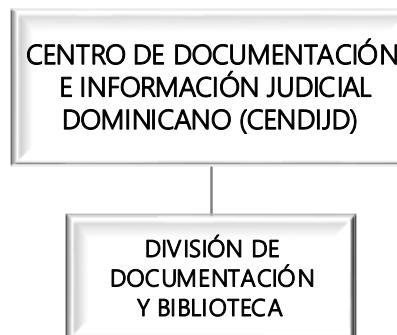 CENTRO DE DOCUMENTACIÓN
E INFORMACIÓN JUDICIAL
DOMINICANO (CENDIJD)
DIVISIÓN DE
DOCUMENTACIÓN
Y BIBLIOTECA